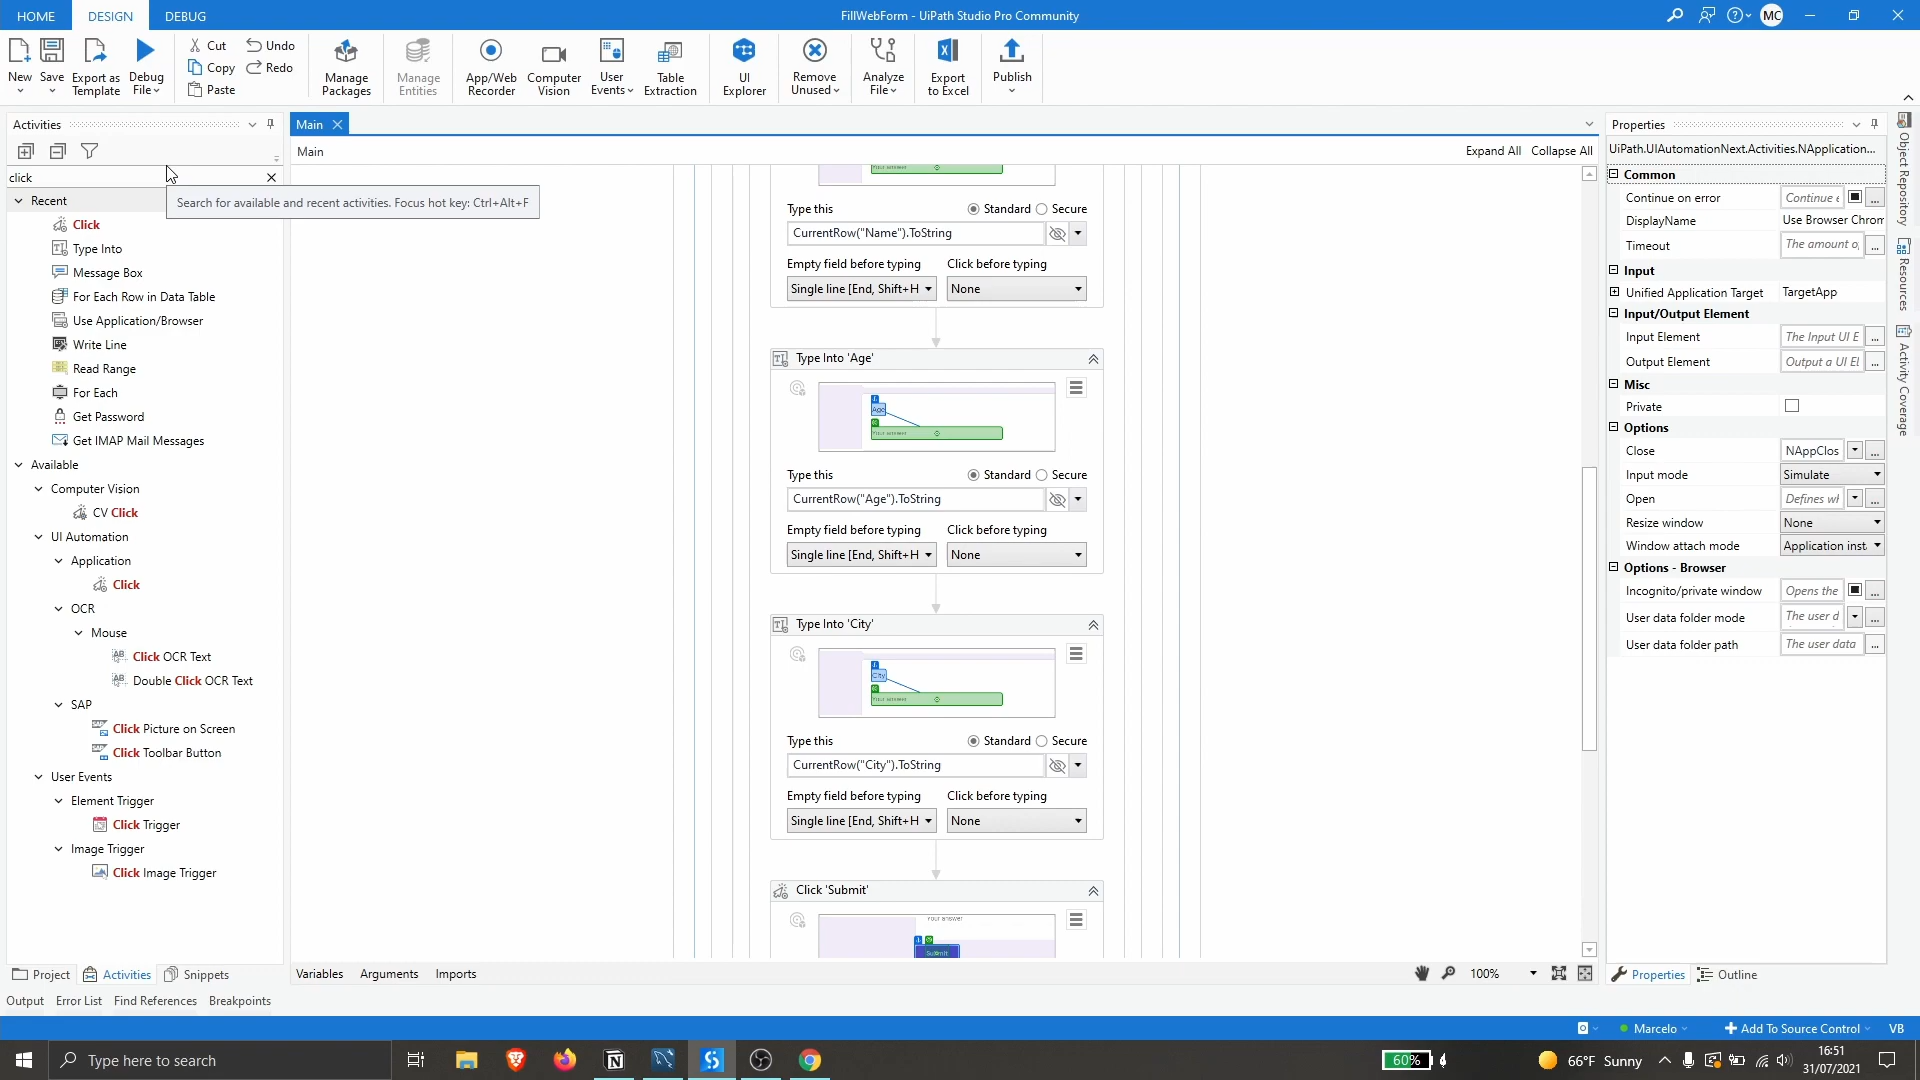 HOME DESIGN DEBUG
FillWebForm - UiPath Studio Pro Community
MC
New
Save
Export as Template
Debug File
Cut
Copy
Paste
Undo
Redo
Manage Packages
Manage Entities
App/Web Recorder
Computer Vision
User Events
Table Extraction
UI Explorer
Remove Unused
Analyze File
Export to Excel
Publish
Activities
click
Search for available and recent activities. Focus hot key: Ctrl+Alt+F
Recent
Click
Type Into
Message Box
For Each Row in Data Table
Use Application/Browser
Write Line
Read Range
For Each
Get Password
Get IMAP Mail Messages
Available
Computer Vision
CV Click
UI Automation
Application
Click
OCR
Mouse
Click OCR Text
Double Click OCR Text
SAP
Click Picture on Screen
Click Toolbar Button
User Events
Element Trigger
Click Trigger
Image Trigger
Click Image Trigger
Project Activities Snippets
Main
Main
Expand All Collapse All
Your answer
Type this Standard Secure
CurrentRow("Name").ToString
Empty field before typing Click before typing
Single line [End, Shift+H None
Type Into 'Age'
Age
Your answer
Type this Standard Secure
CurrentRow("Age").ToString
Empty field before typing Click before typing
Single line [End, Shift+H None
Type Into 'City'
City
Your answer
Type this Standard Secure
CurrentRow("City").ToString
Empty field before typing Click before typing
Single line [End, Shift+H None
Click 'Submit'
Your answer
Submit
Variables Arguments Imports
100%
Properties
UiPath.UIAutomationNext.Activities.NApplication...
Common
Continue on error Continue e ...
DisplayName Use Browser Chrom
Timeout The amount o ...
Input
Unified Application Target TargetApp
Input/Output Element
Input Element The Input UI E ...
Output Element Output a UI El ...
Misc
Private
Options
Close NAppClos ...
Input mode Simulate
Open Defines wh ...
Resize window None
Window attach mode Application inst
Options - Browser
Incognito/private window Opens the ...
User data folder mode The user d ...
User data folder path The user data ...
Properties Outline
Object Repository
Resources
Activity Coverage
Output Error List Find References Breakpoints
Marcelo
Add To Source Control
VB
Type here to search
60%
66°F Sunny
16:51
31/07/2021